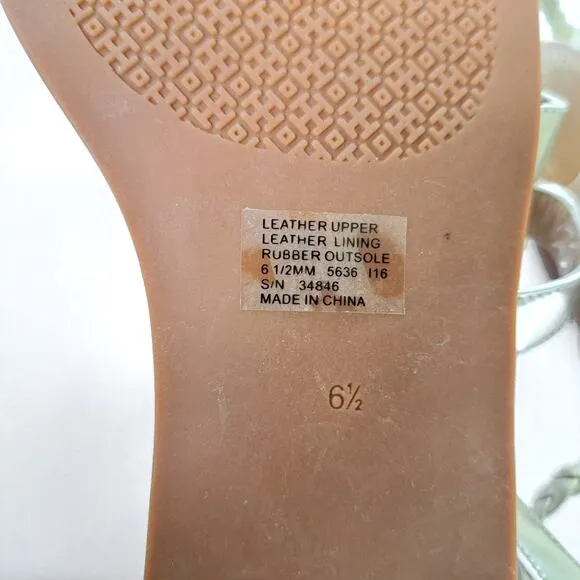 LEATHER UPPER
LEATHER LINING
RUBBER OUTSOLE
6 1/2MM 5636 I16
S/N 34846
MADE IN CHINA
6½